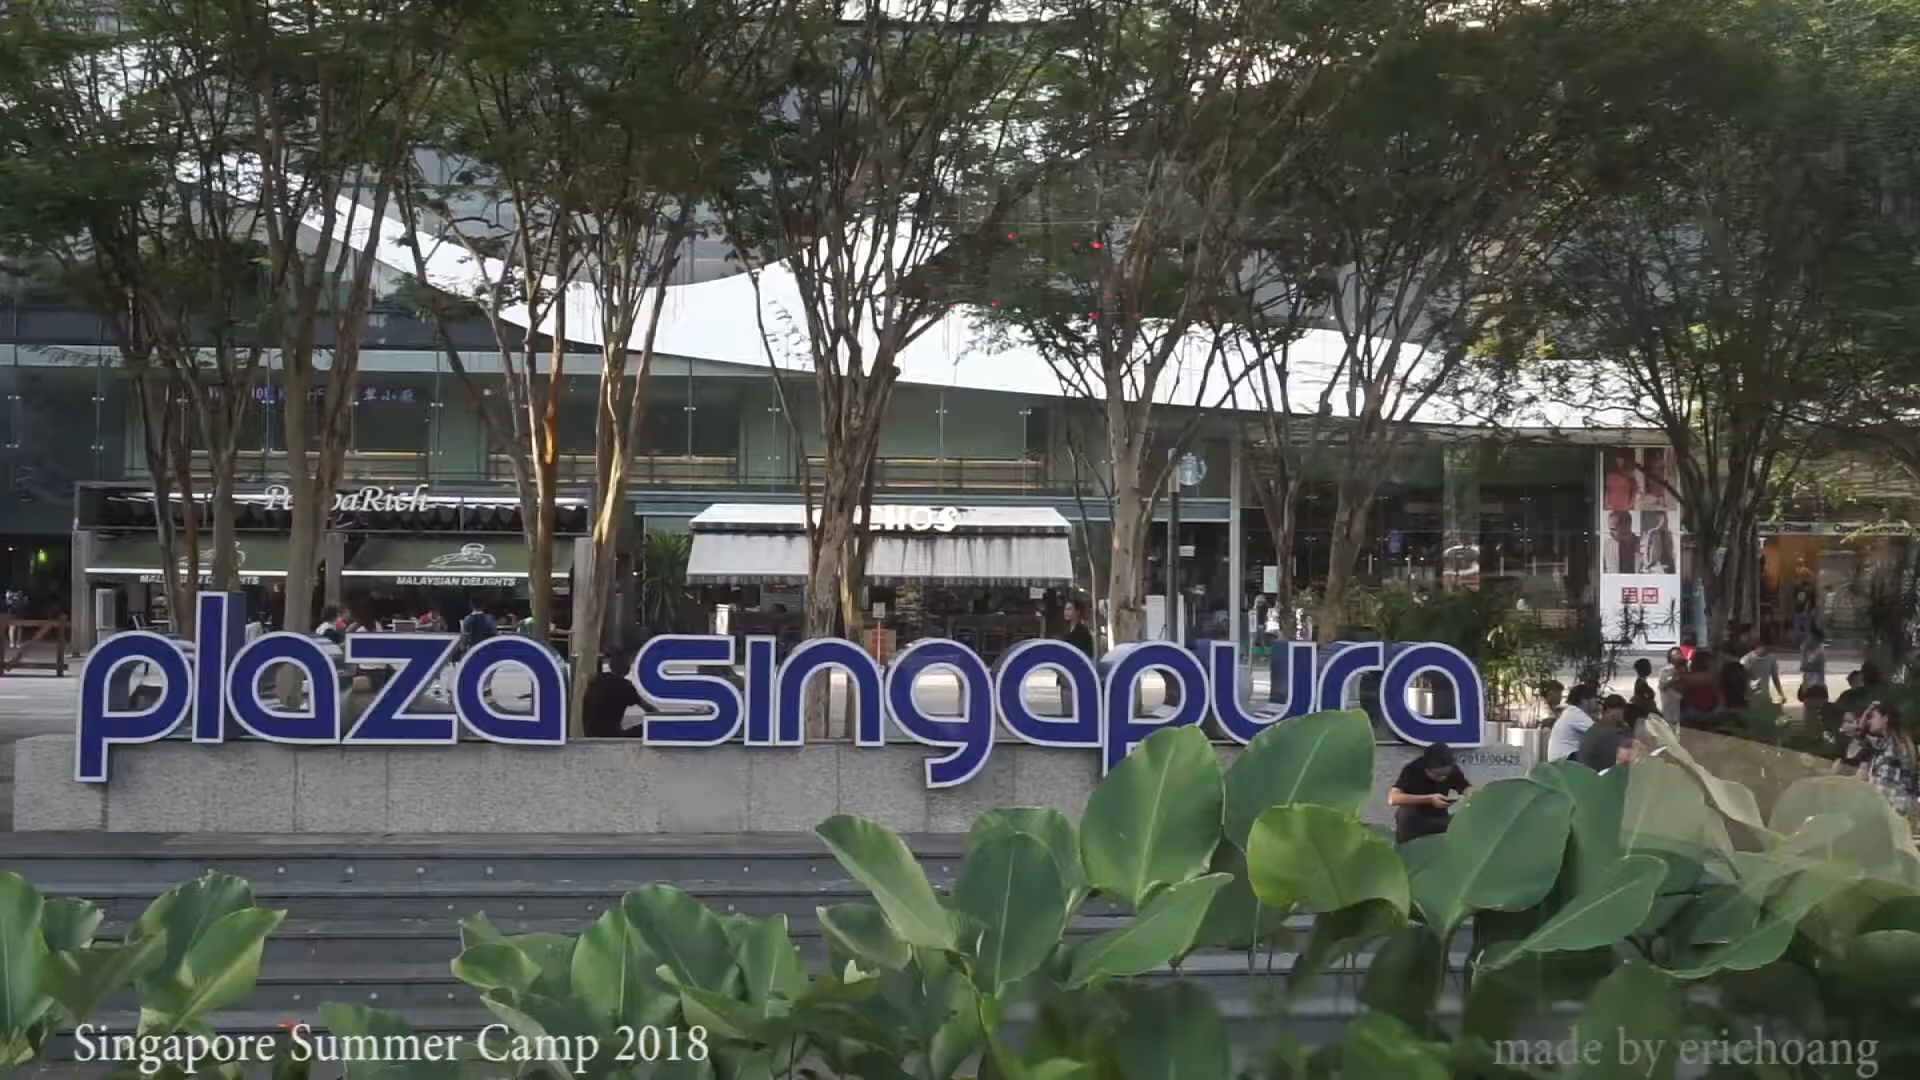 PappaRich
MALAYSIAN DELIGHTS
MALAYSIAN DELIGHTS
plaza singapura
Singapore Summer Camp 2018
made by erichoang